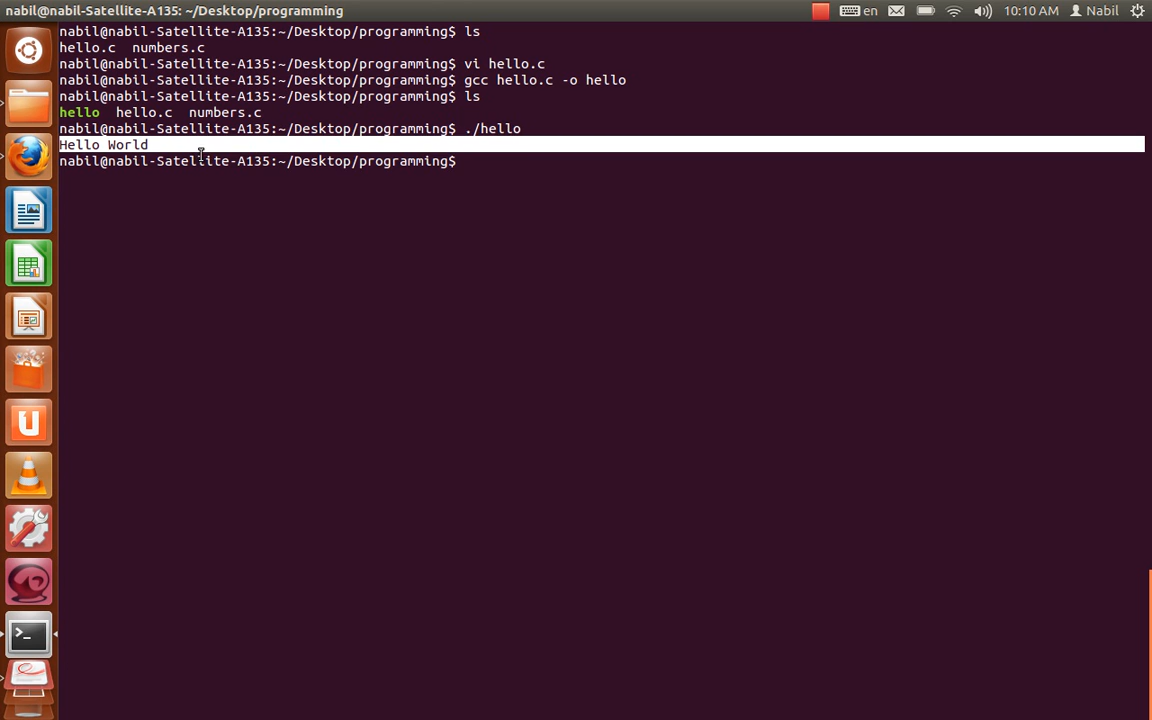 nabil@nabil-Satellite-A135: ~/Desktop/programming
en
10:10 AM
Nabil
nabil@nabil-Satellite-A135:~/Desktop/programming$ ls
hello.c  numbers.c
nabil@nabil-Satellite-A135:~/Desktop/programming$ vi hello.c
nabil@nabil-Satellite-A135:~/Desktop/programming$ gcc hello.c -o hello
nabil@nabil-Satellite-A135:~/Desktop/programming$ ls
hello  hello.c  numbers.c
nabil@nabil-Satellite-A135:~/Desktop/programming$ ./hello
Hello World
nabil@nabil-Satellite-A135:~/Desktop/programming$